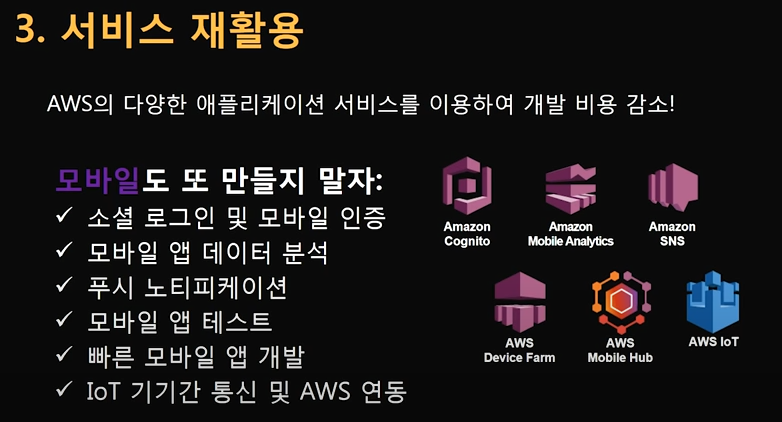 3. 서비스 재활용
AWS의 다양한 애플리케이션 서비스를 이용하여 개발 비용 감소!
모바일도 또 만들지 말자:
✓ 소셜 로그인 및 모바일 인증
✓ 모바일 앱 데이터 분석
✓ 푸시 노티피케이션
✓ 모바일 앱 테스트
✓ 빠른 모바일 앱 개발
✓ IoT 기기간 통신 및 AWS 연동
Amazon
Cognito
Amazon
Mobile Analytics
Amazon
SNS
AWS
Device Farm
AWS
Mobile Hub
AWS IoT